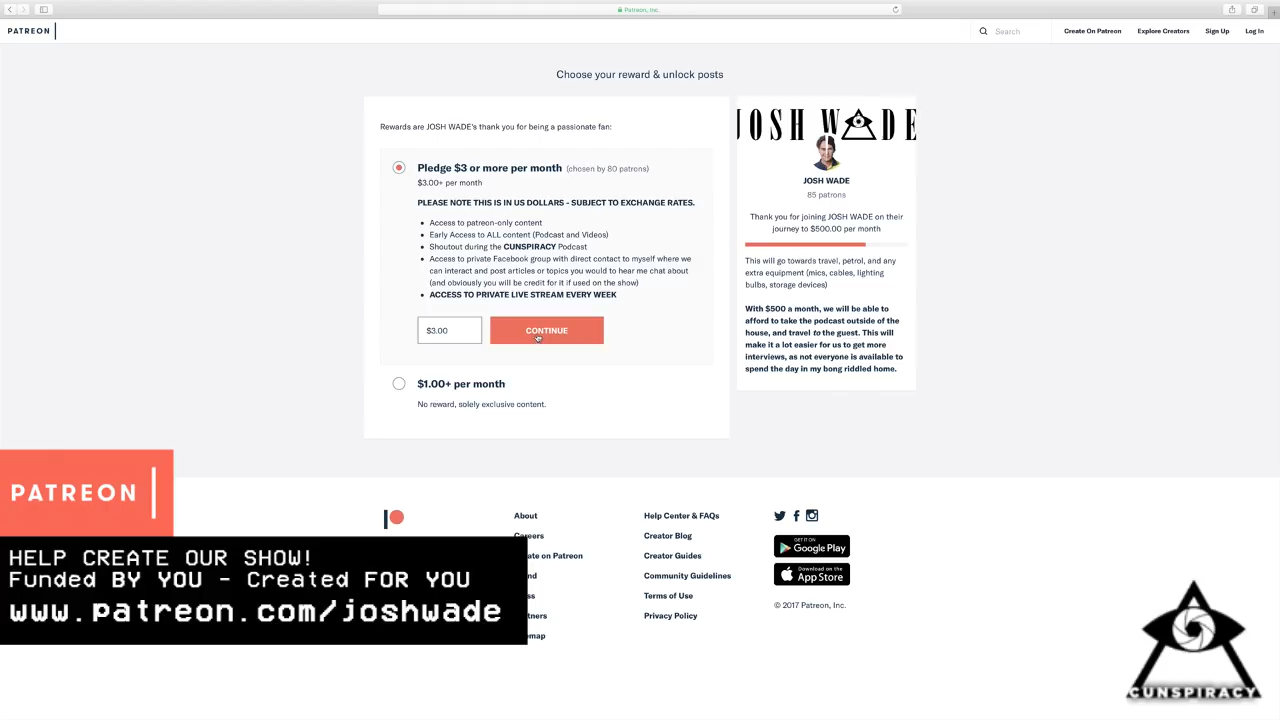 Patreon, Inc.
PATREON
Search
Create On Patreon
Explore Creators
Sign Up
Log In
Choose your reward & unlock posts
Rewards are JOSH WADE's thank you for being a passionate fan:
Pledge $3 or more per month (chosen by 80 patrons)
$3.00+ per month
PLEASE NOTE THIS IS IN US DOLLARS - SUBJECT TO EXCHANGE RATES.
• Access to patreon-only content
• Early Access to ALL content (Podcast and Videos)
• Shoutout during the CUNSPIRACY Podcast
• Access to private Facebook group with direct contact to myself where we
can interact and post articles or topics you would to hear me chat about
(and obviously you will be credit for it if used on the show)
• ACCESS TO PRIVATE LIVE STREAM EVERY WEEK
$3.00
CONTINUE
$1.00+ per month
No reward, solely exclusive content.
JOSH WADE
JOSH WADE
85 patrons
Thank you for joining JOSH WADE on their
journey to $500.00 per month
This will go towards travel, petrol, and any
extra equipment (mics, cables, lighting
bulbs, storage devices)
With $500 a month, we will be able to
afford to take the podcast outside of the
house, and travel to the guest. This will
make it a lot easier for us to get more
interviews, as not everyone is available to
spend the day in my bong riddled home.
About
Careers
ate on Patreon
nd
ss
tners
emap
Help Center & FAQs
Creator Blog
Creator Guides
Community Guidelines
Terms of Use
Privacy Policy
GET IT ON
Google Play
Download on the
App Store
© 2017 Patreon, Inc.
PATREON
HELP CREATE OUR SHOW!
Funded BY YOU - Created FOR YOU
www.patreon.com/joshwade
CUNSPIRACY